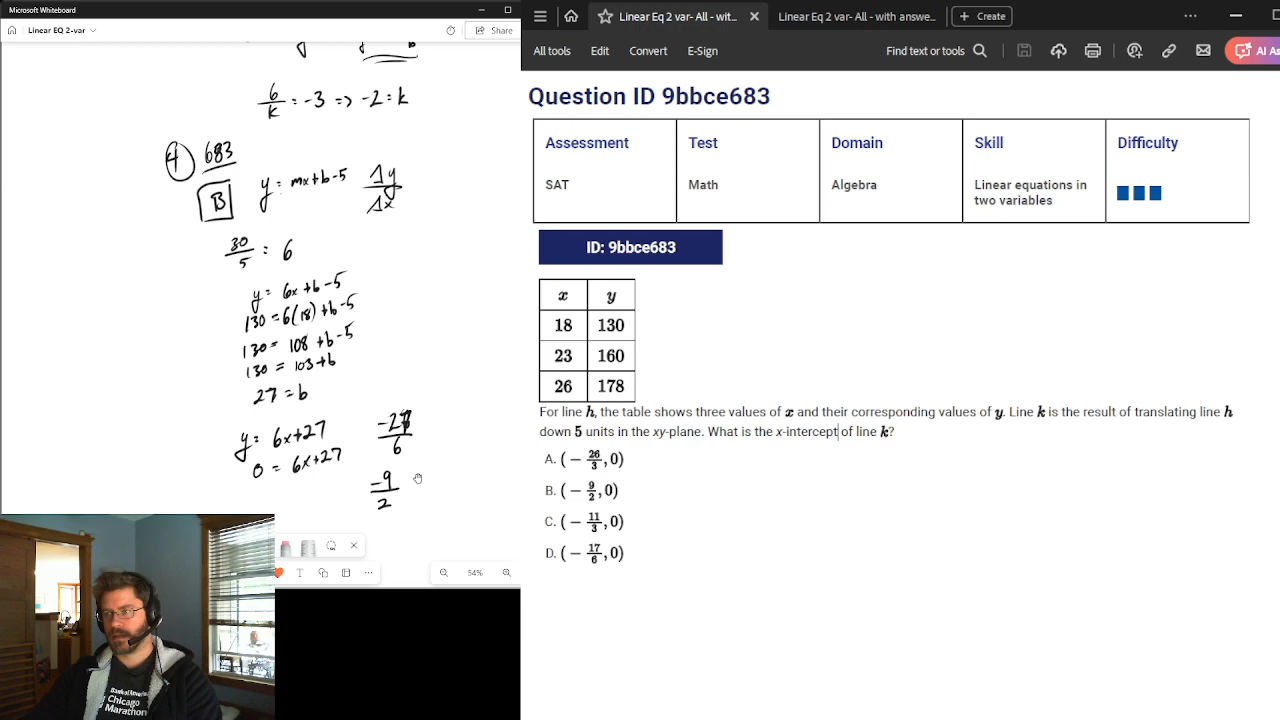 Microsoft Whiteboard
Linear EQ 2-var
Share
6/k = -3 => -2 = k
4 683
B y = mx+b-5 Δy/Δx
30/5 = 6
y = 6x+b-5
130 = 6(18)+b-5
130 = 108+b-5
130 = 103+b
27 = b
y = 6x+27 -27/6
0 = 6x+27
-9/2
54%
Bank of America
Chicago
Marathon
Linear Eq 2 var- All - wit...
Linear Eq 2 var- All - with answe...
+ Create
All tools Edit Convert E-Sign Find text or tools AI As
Question ID 9bbce683
Assessment Test Domain Skill Difficulty
SAT Math Algebra Linear equations in
two variables
ID: 9bbce683
x y
18 130
23 160
26 178
For line h, the table shows three values of x and their corresponding values of y. Line k is the result of translating line h
down 5 units in the xy-plane. What is the x-intercept of line k?
A. (-26/3, 0)
B. (-9/2, 0)
C. (-11/3, 0)
D. (-17/6, 0)